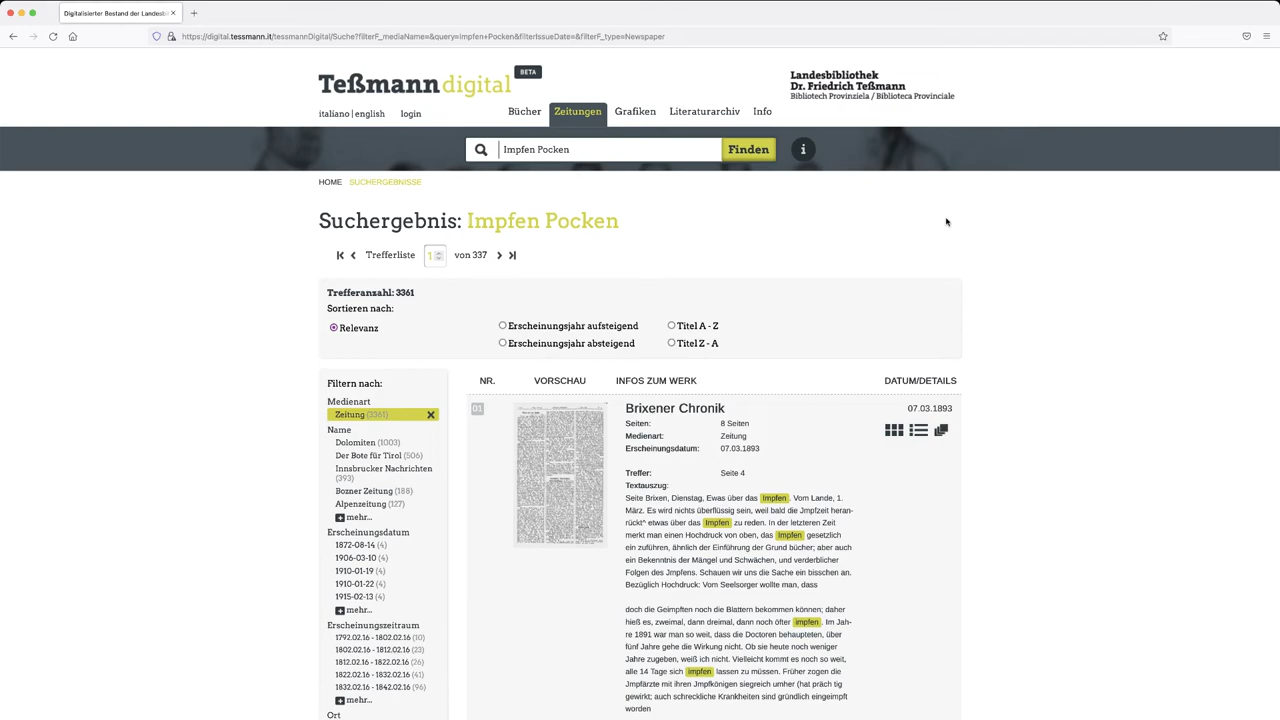 Digitalisierter Bestand der Landesbi
https://digital.tessmann.it/tessmannDigital/Suche?filterF_mediaName=&query=Impfen+Pocken&filterIssueDate=&filterF_type=Newspaper
Teßmanndigital
BETA
Landesbibliothek
Dr. Friedrich Teßmann
Bibliotech Provinziela / Biblioteca Provinciale
italiano | english
login
Bücher
Zeitungen
Grafiken
Literaturarchiv
Info
Impfen Pocken
Finden
i
HOME SUCHERGEBNISSE
Suchergebnis: Impfen Pocken
Trefferliste 1 von 337
Trefferanzahl: 3361
Sortieren nach:
Relevanz
Erscheinungsjahr aufsteigend
Titel A - Z
Erscheinungsjahr absteigend
Titel Z - A
Filtern nach:
Medienart
Zeitung (3361)
Name
Dolomiten (1003)
Der Bote für Tirol (506)
Innsbrucker Nachrichten
(393)
Bozner Zeitung (188)
Alpenzeitung (127)
mehr...
Erscheinungsdatum
1872-08-14 (4)
1906-03-10 (4)
1910-01-19 (4)
1910-01-22 (4)
1915-02-13 (4)
mehr...
Erscheinungszeitraum
1792.02.16 - 1802.02.16 (10)
1802.02.16 - 1812.02.16 (23)
1812.02.16 - 1822.02.16 (26)
1822.02.16 - 1832.02.16 (41)
1832.02.16 - 1842.02.16 (96)
mehr...
Ort
NR. VORSCHAU INFOS ZUM WERK DATUM/DETAILS
01
Brixener Chronik
07.03.1893
Seiten: 8 Seiten
Medienart: Zeitung
Erscheinungsdatum: 07.03.1893
Treffer: Seite 4
Textauszug:
Seite Brixen, Dienstag, Ewas über das Impfen. Vom Lande, 1.
März. Es wird nichts überflüssig sein, weil bald die Jmpfzeit heran-
rückt^ etwas über das Impfen zu reden. In der letzteren Zeit
merkt man einen Hochdruck von oben, das Impfen gesetzlich
ein zuführen, ähnlich der Einführung der Grund bücher; aber auch
ein Bekenntnis der Mängel und Schwächen, und verderblicher
Folgen des Jmpfens. Schauen wir uns die Sache ein bisschen an.
Bezüglich Hochdruck: Vom Seelsorger wollte man, dass
doch die Geimpften noch die Blattern bekommen können; daher
hieß es, zweimal, dann dreimal, dann noch öfter impfen. Im Jah-
re 1891 war man so weit, dass die Doctoren behaupteten, über
fünf Jahre gehe die Wirkung nicht. Ob sie heute noch weniger
Jahre zugeben, weiß ich nicht. Vielleicht kommt es noch so weit,
alle 14 Tage sich impfen lassen zu müssen. Früher zogen die
Jmpfärzte mit ihren Jmpfkönigen siegreich umher (hat präch tig
gewirkt; auch schreckliche Krankheiten sind gründlich eingeimpft
worden